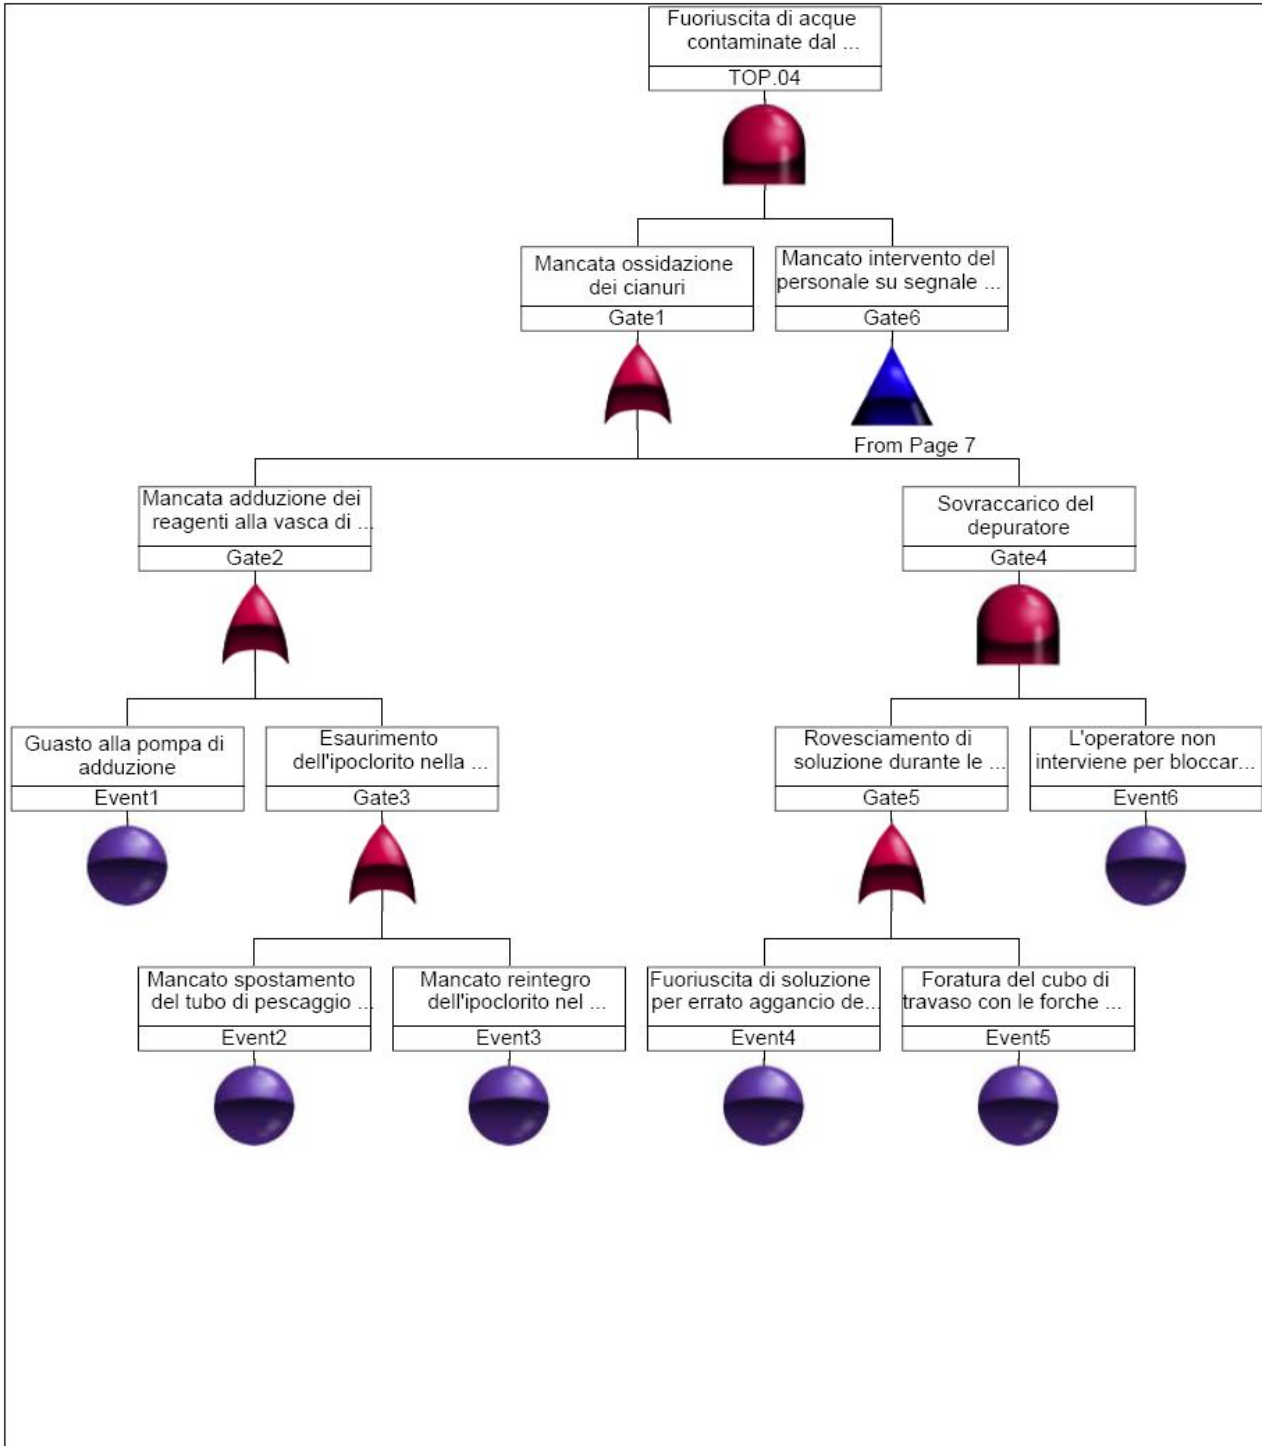 Fuoriuscita di acque
contaminate dal ...
TOP.04
Mancata ossidazione
dei cianuri
Gate1
Mancato intervento del
personale su segnale ...
Gate6
From Page 7
Mancata adduzione dei
reagenti alla vasca di ...
Gate2
Sovraccarico del
depuratore
Gate4
Guasto alla pompa di
adduzione
Event1
Esaurimento
dell'ipoclorito nella ...
Gate3
Rovesciamento di
soluzione durante le ...
Gate5
L'operatore non
interviene per bloccar...
Event6
Mancato spostamento
del tubo di pescaggio ...
Event2
Mancato reintegro
dell'ipoclorito nel ...
Event3
Fuoriuscita di soluzione
per errato aggancio de...
Event4
Foratura del cubo di
travaso con le forche ...
Event5